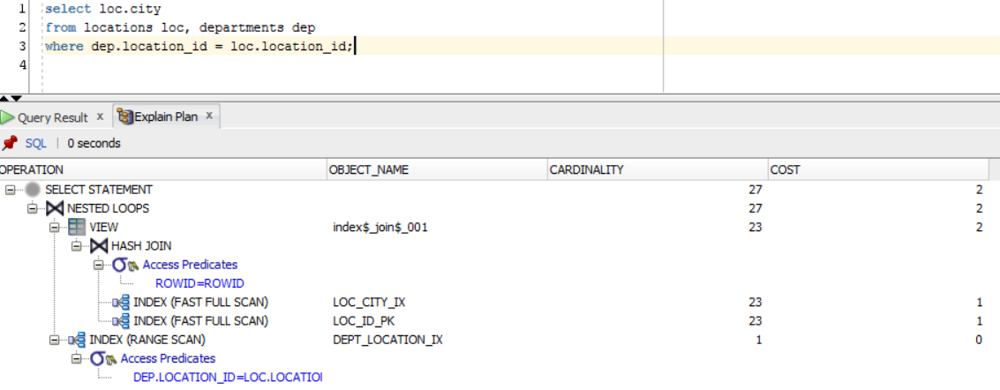 1 select loc.city
2 from locations loc, departments dep
3 where dep.location_id = loc.location_id;
4
Query Result x Explain Plan x
SQL | 0 seconds
OPERATION OBJECT_NAME CARDINALITY COST
SELECT STATEMENT 27 2
NESTED LOOPS 27 2
VIEW index$_join$_001 23 2
HASH JOIN
Access Predicates
ROWID=ROWID
INDEX (FAST FULL SCAN) LOC_CITY_IX 23 1
INDEX (FAST FULL SCAN) LOC_ID_PK 23 1
INDEX (RANGE SCAN) DEPT_LOCATION_IX 1 0
Access Predicates
DEP.LOCATION_ID=LOC.LOCATIO